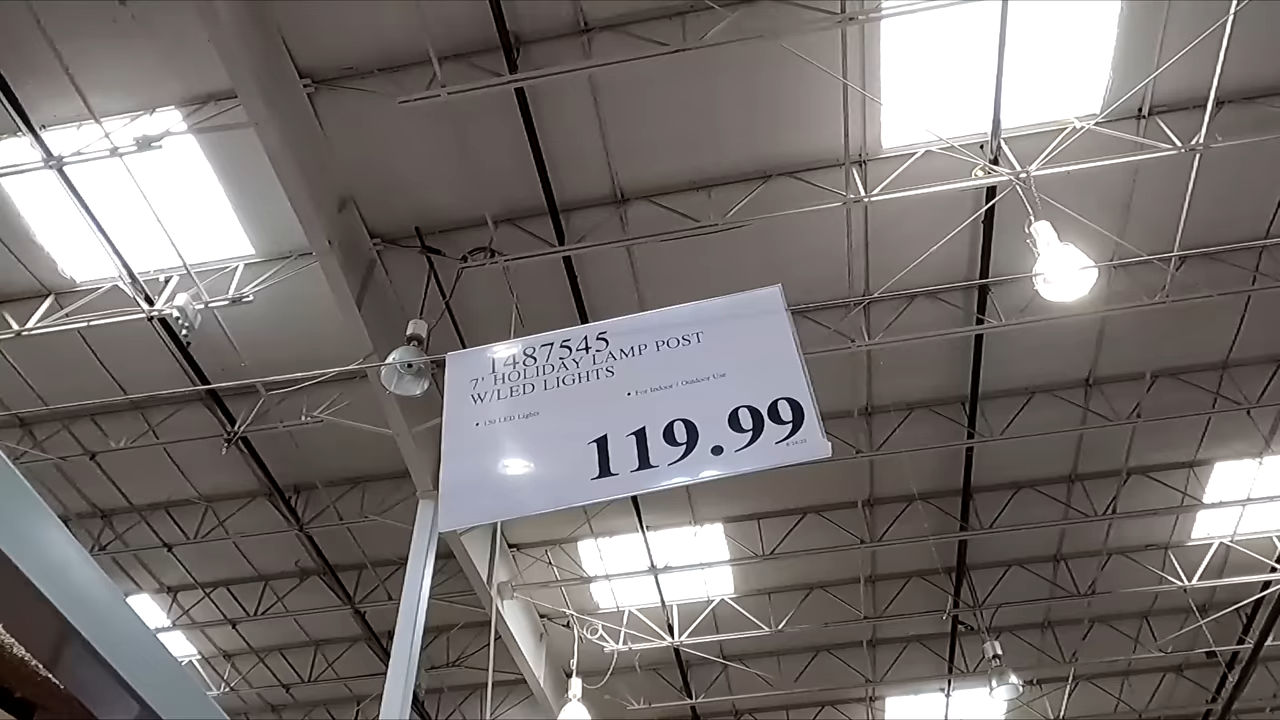 1487545
7' HOLIDAY LAMP POST
W/LED LIGHTS
• 150 LED Lights
• For Indoor / Outdoor Use
119.99